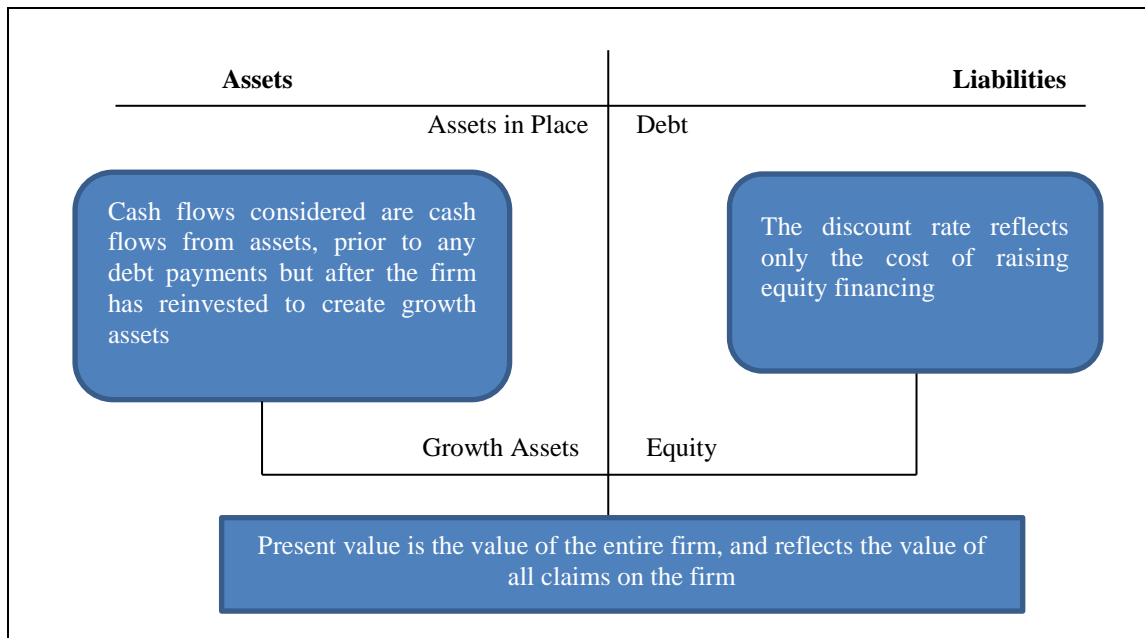 Assets
Liabilities
Assets in Place
Debt
Cash flows considered are cash
flows from assets, prior to any
debt payments but after the firm
has reinvested to create growth
assets
The discount rate reflects
only the cost of raising
equity financing
Growth Assets
Equity
Present value is the value of the entire firm, and reflects the value of
all claims on the firm